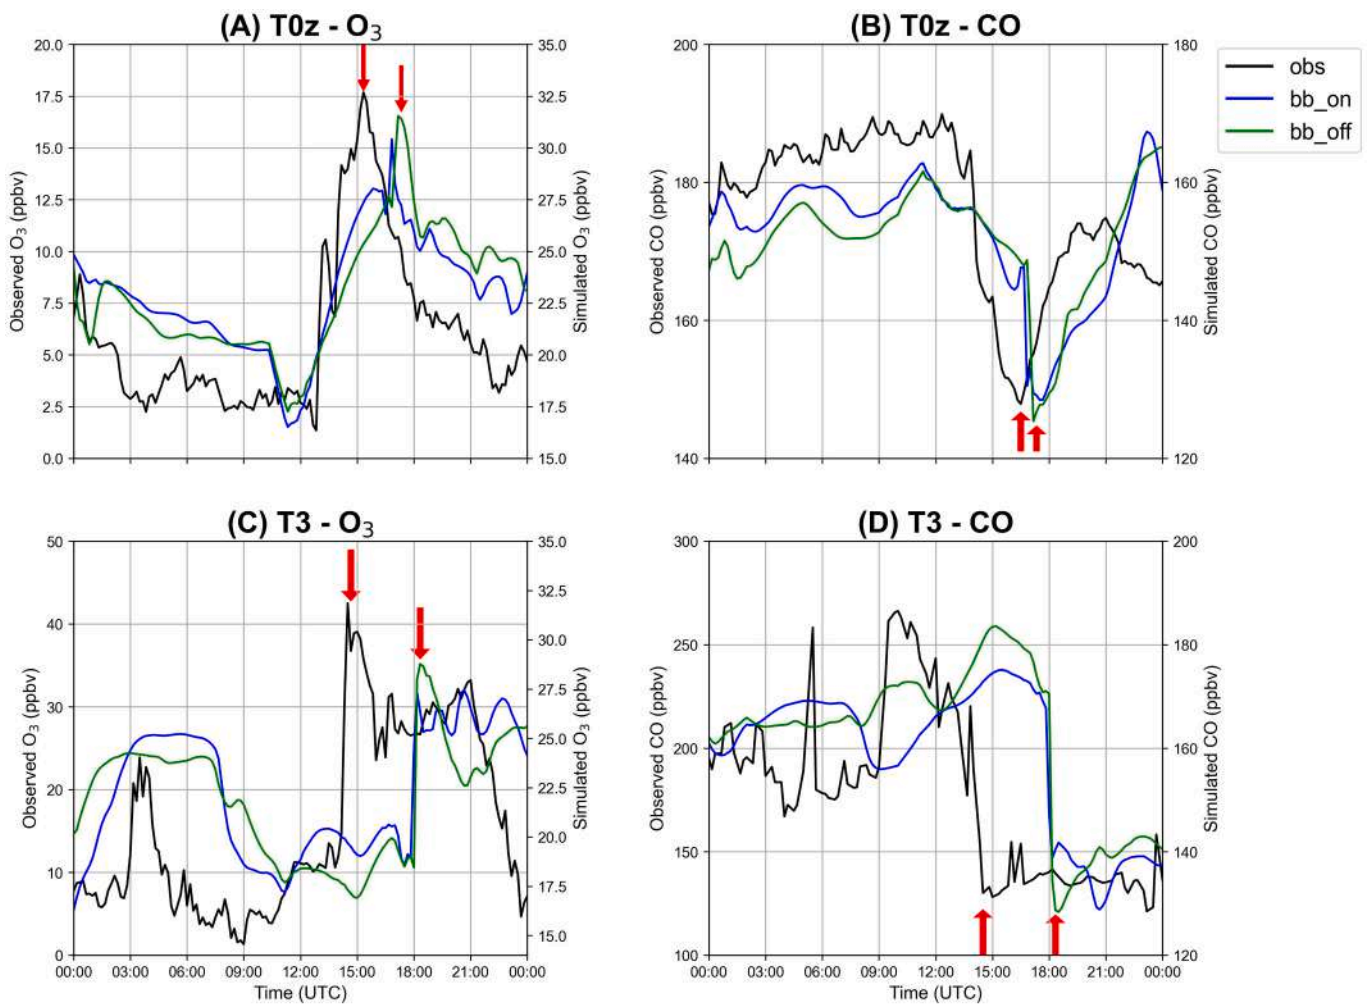 (A) T0z - O₃
(B) T0z - CO
20.0
17.5
15.0
12.5
10.0
7.5
5.0
2.5
0.0
Observed O₃ (ppbv)
35.0
32.5
30.0
27.5
25.0
22.5
20.0
17.5
15.0
Simulated O₃ (ppbv)
200
180
160
140
Observed CO (ppbv)
180
160
140
120
Simulated CO (ppbv)
obs
bb_on
bb_off
(C) T3 - O₃
(D) T3 - CO
50
40
30
20
10
0
Observed O₃ (ppbv)
35.0
32.5
30.0
27.5
25.0
22.5
20.0
17.5
15.0
Simulated O₃ (ppbv)
300
250
200
150
100
Observed CO (ppbv)
200
180
160
140
120
Simulated CO (ppbv)
00:00 03:00 06:00 09:00 12:00 15:00 18:00 21:00 00:00
Time (UTC)
00:00 03:00 06:00 09:00 12:00 15:00 18:00 21:00 00:00
Time (UTC)